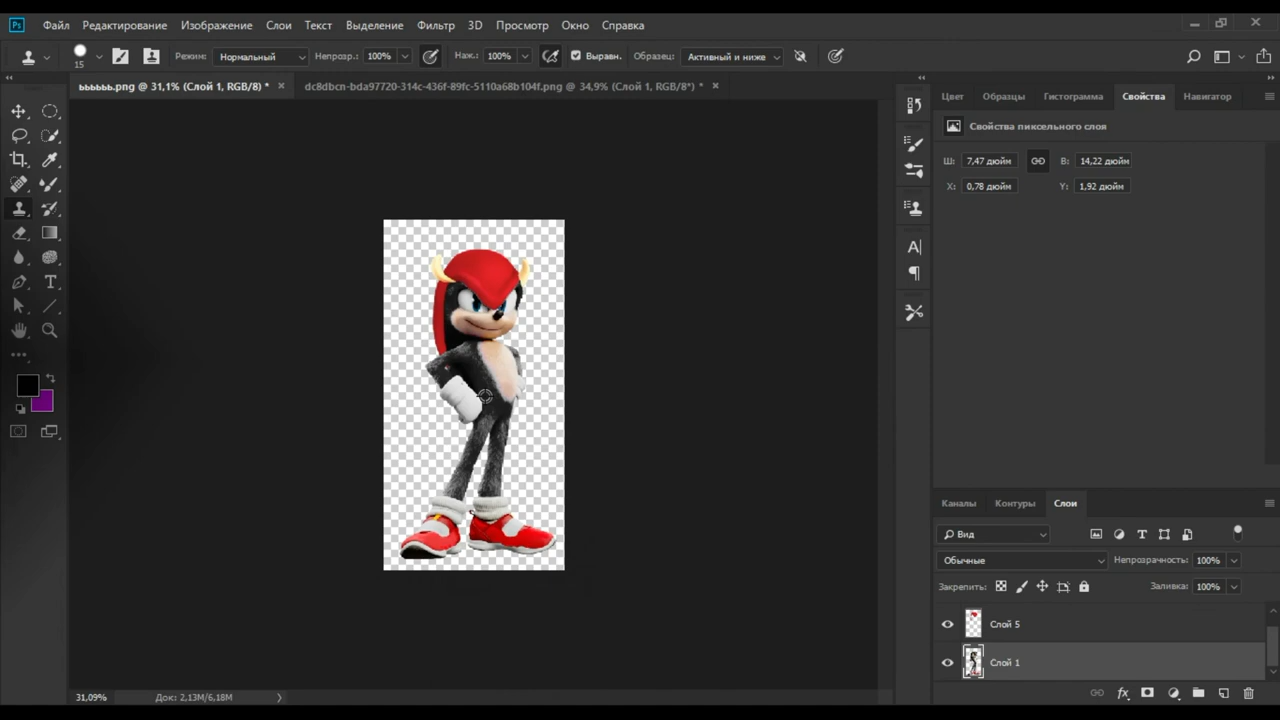 Ps Файл Редактирование Изображение Слои Текст Выделение Фильтр 3D Просмотр Окно Справка
15 Режим: Нормальный Непрозр.: 100% Наж.: 100% Выравн. Образец: Активный и ниже
ььььььь.png @ 31,1% (Слой 1, RGB/8) * dc8dbcn-bda97720-314c-436f-89fc-5110a68b104f.png @ 34,9% (Слой 1, RGB/8*) *
Цвет Образцы Гистограмма Свойства Навигатор
Свойства пиксельного слоя
Ш: 7,47 дюйм В: 14,22 дюйм
X: 0,78 дюйм Y: 1,92 дюйм
Каналы Контуры Слои
Вид
Обычные Непрозрачность: 100%
Закрепить: Заливка: 100%
Слой 5
Слой 1
31,09% Док: 2,13M/6,18M